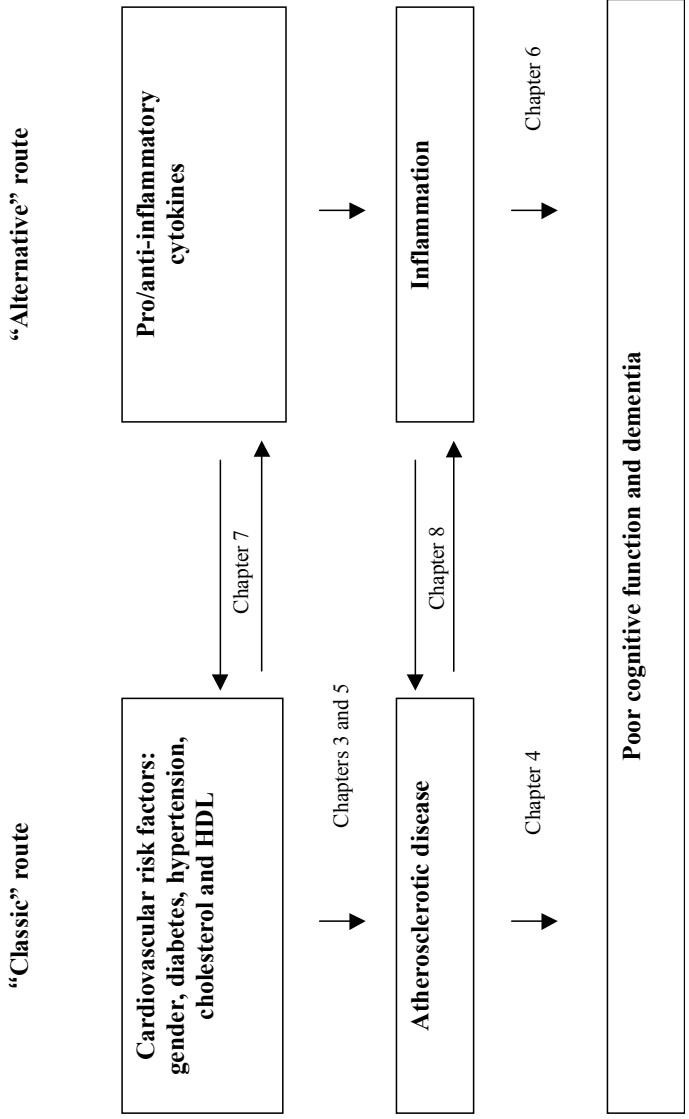 “Classic” route
“Alternative” route
Cardiovascular risk factors:
gender, diabetes, hypertension,
cholesterol and HDL
Chapter 7
Pro/anti-inflammatory
cytokines
Chapters 3 and 5
Atherosclerotic disease
Chapter 8
Inflammation
Chapter 4
Chapter 6
Poor cognitive function and dementia